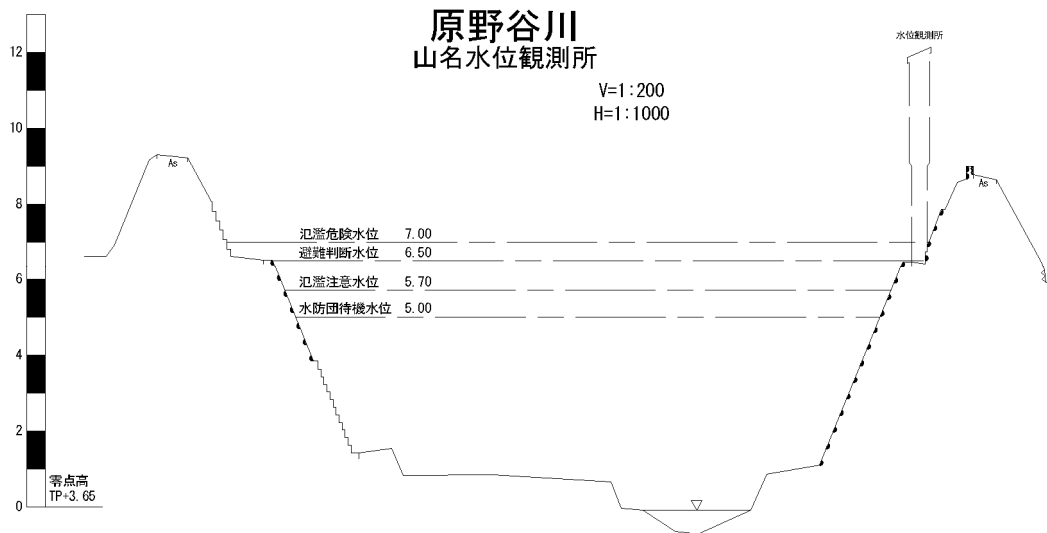 原野谷川
山名水位観測所
水位観測所
V=1:200
H=1:1000
12
10
8
6
4
2
0
As
As
氾濫危険水位 7.00
避難判断水位 6.50
氾濫注意水位 5.70
水防団待機水位 5.00
零点高
TP+3.65